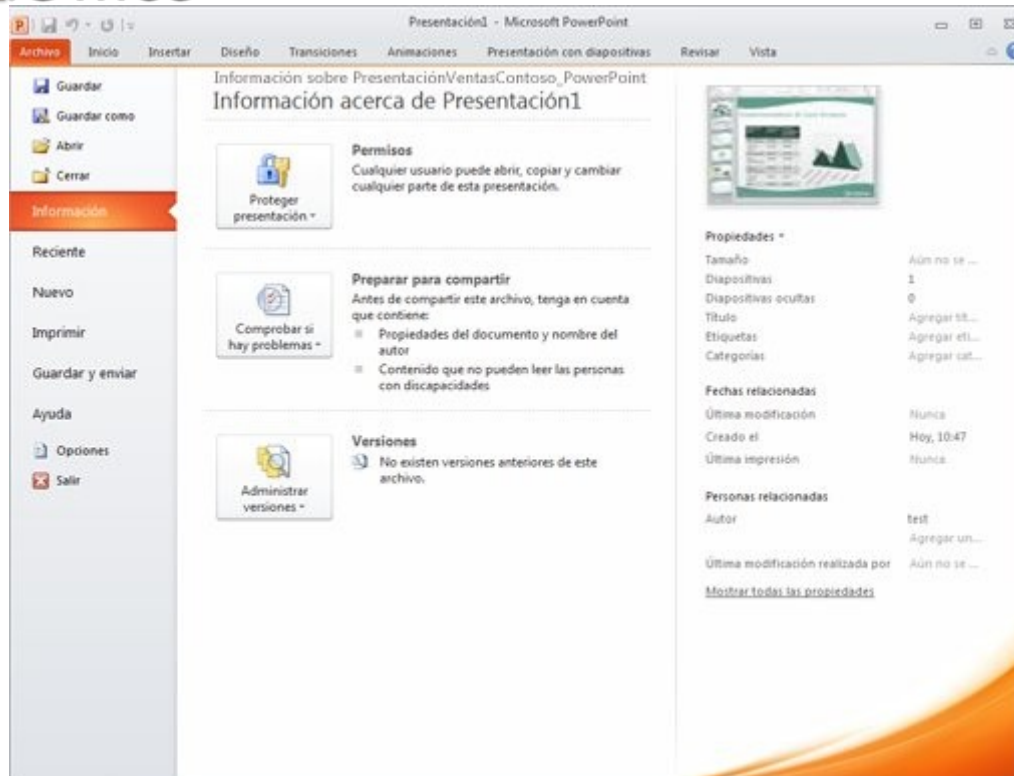 Presentación1 - Microsoft PowerPoint
Archivo Inicio Insertar Diseño Transiciones Animaciones Presentación con diapositivas Revisar Vista
Guardar
Guardar como
Abrir
Cerrar
Información
Reciente
Nuevo
Imprimir
Guardar y enviar
Ayuda
Opciones
Salir
Información sobre PresentaciónVentasContoso_PowerPoint
Información acerca de Presentación1
Proteger
presentación
Permisos
Cualquier usuario puede abrir, copiar y cambiar
cualquier parte de esta presentación.
Comprobar si
hay problemas
Preparar para compartir
Antes de compartir este archivo, tenga en cuenta
que contiene:
Propiedades del documento y nombre del
autor
Contenido que no pueden leer las personas
con discapacidades
Administrar
versiones
Versiones
No existen versiones anteriores de este
archivo.
Propiedades
Tamaño Aún no se ...
Diapositivas 1
Diapositivas ocultas 0
Título Agregar tít...
Etiquetas Agregar eti...
Categorías Agregar cat...
Fechas relacionadas
Última modificación Nunca
Creado el Hoy, 10:47
Última impresión Nunca
Personas relacionadas
Autor test
Agregar un...
Última modificación realizada por Aún no se ...
Mostrar todas las propiedades